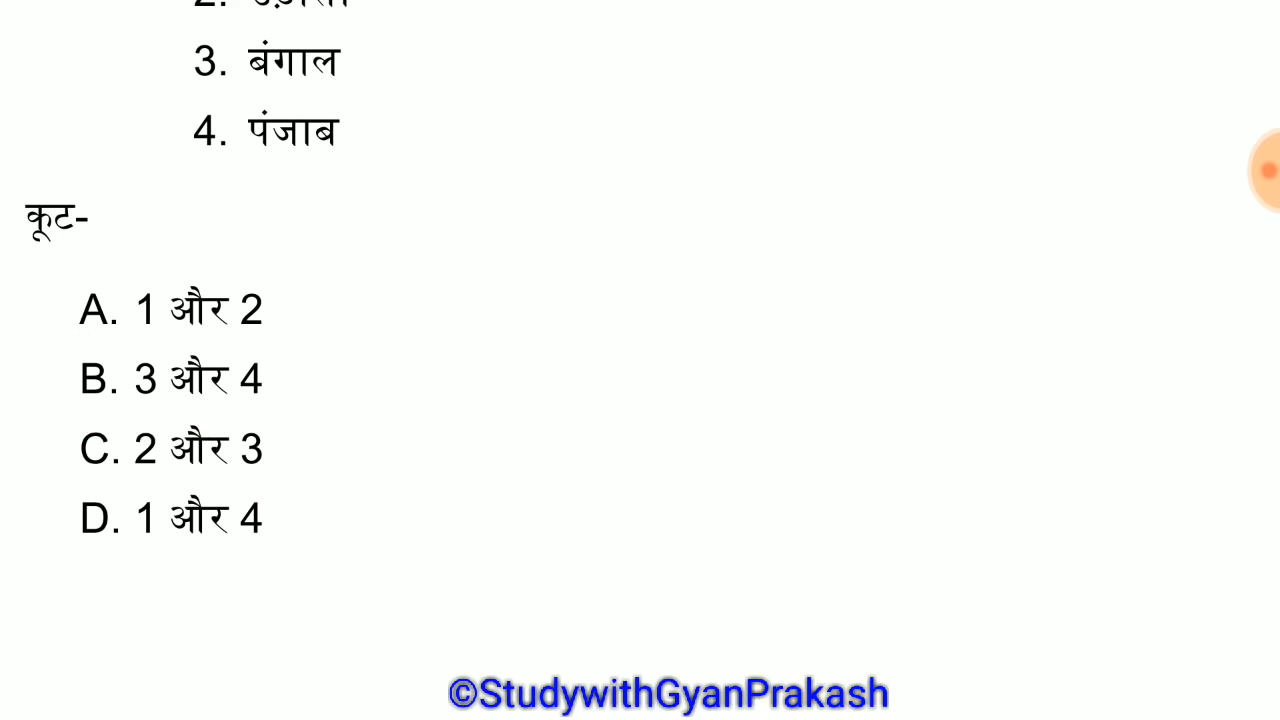 3. बंगाल
4. पंजाब
कूट-
A. 1 और 2
B. 3 और 4
C. 2 और 3
D. 1 और 4
©StudywithGyanPrakash